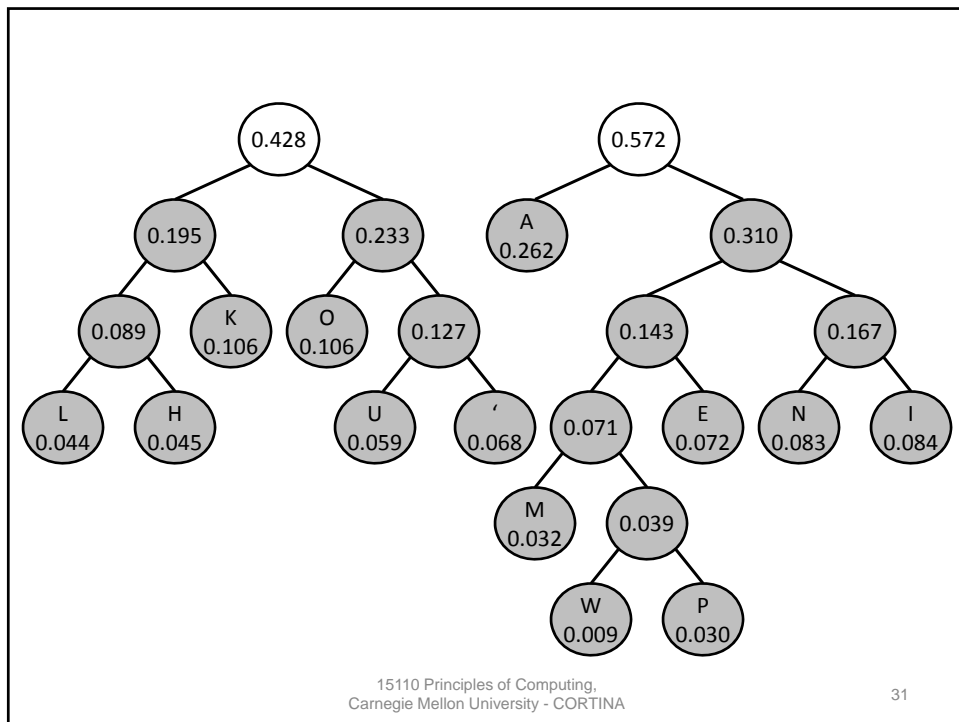 0.428
0.572
0.195
0.233
A
0.262
0.310
0.089
K
0.106
O
0.106
0.127
0.143
0.167
L
0.044
H
0.045
U
0.059
‘
0.068
0.071
E
0.072
N
0.083
I
0.084
M
0.032
0.039
W
0.009
P
0.030
15110 Principles of Computing,
Carnegie Mellon University - CORTINA
31